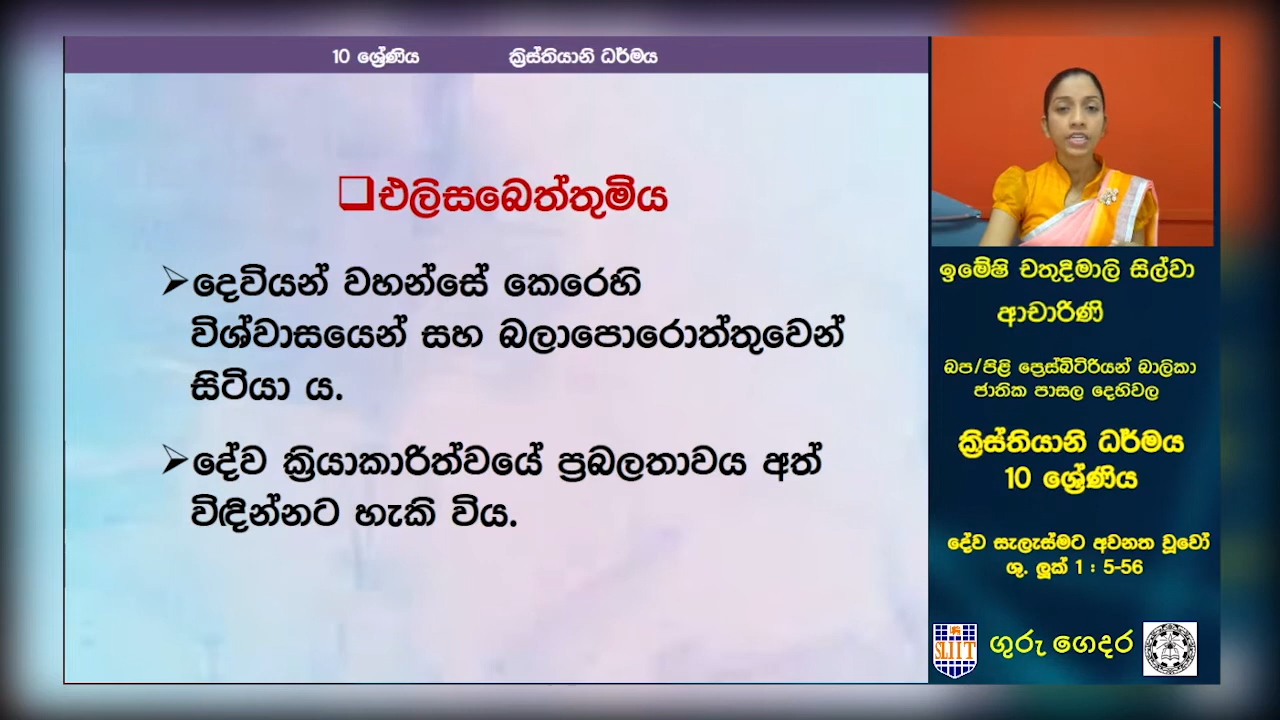 10 ශ්‍රේණිය ක්‍රිස්තියානි ධර්මය
එලිසබෙත්තුමිය
දෙවියන් වහන්සේ කෙරෙහි
විශ්වාසයෙන් සහ බලාපොරොත්තුවෙන්
සිටියා ය.
දේව ක්‍රියාකාරිත්වයේ ප්‍රබලතාවය අත්
විඳින්නට හැකි විය.
ඉමේෂි චතුදිමාලි සිල්වා
ආචාරිණි
බප/පිළි ප්‍රෙස්බිටිරියන් බාලිකා
ජාතික පාසල දෙහිවල
ක්‍රිස්තියානි ධර්මය
10 ශ්‍රේණිය
දේව සැලැස්මට අවනත වූවෝ
ශු. ලූක් 1 : 5-56
SLIIT
ගුරු ගෙදර